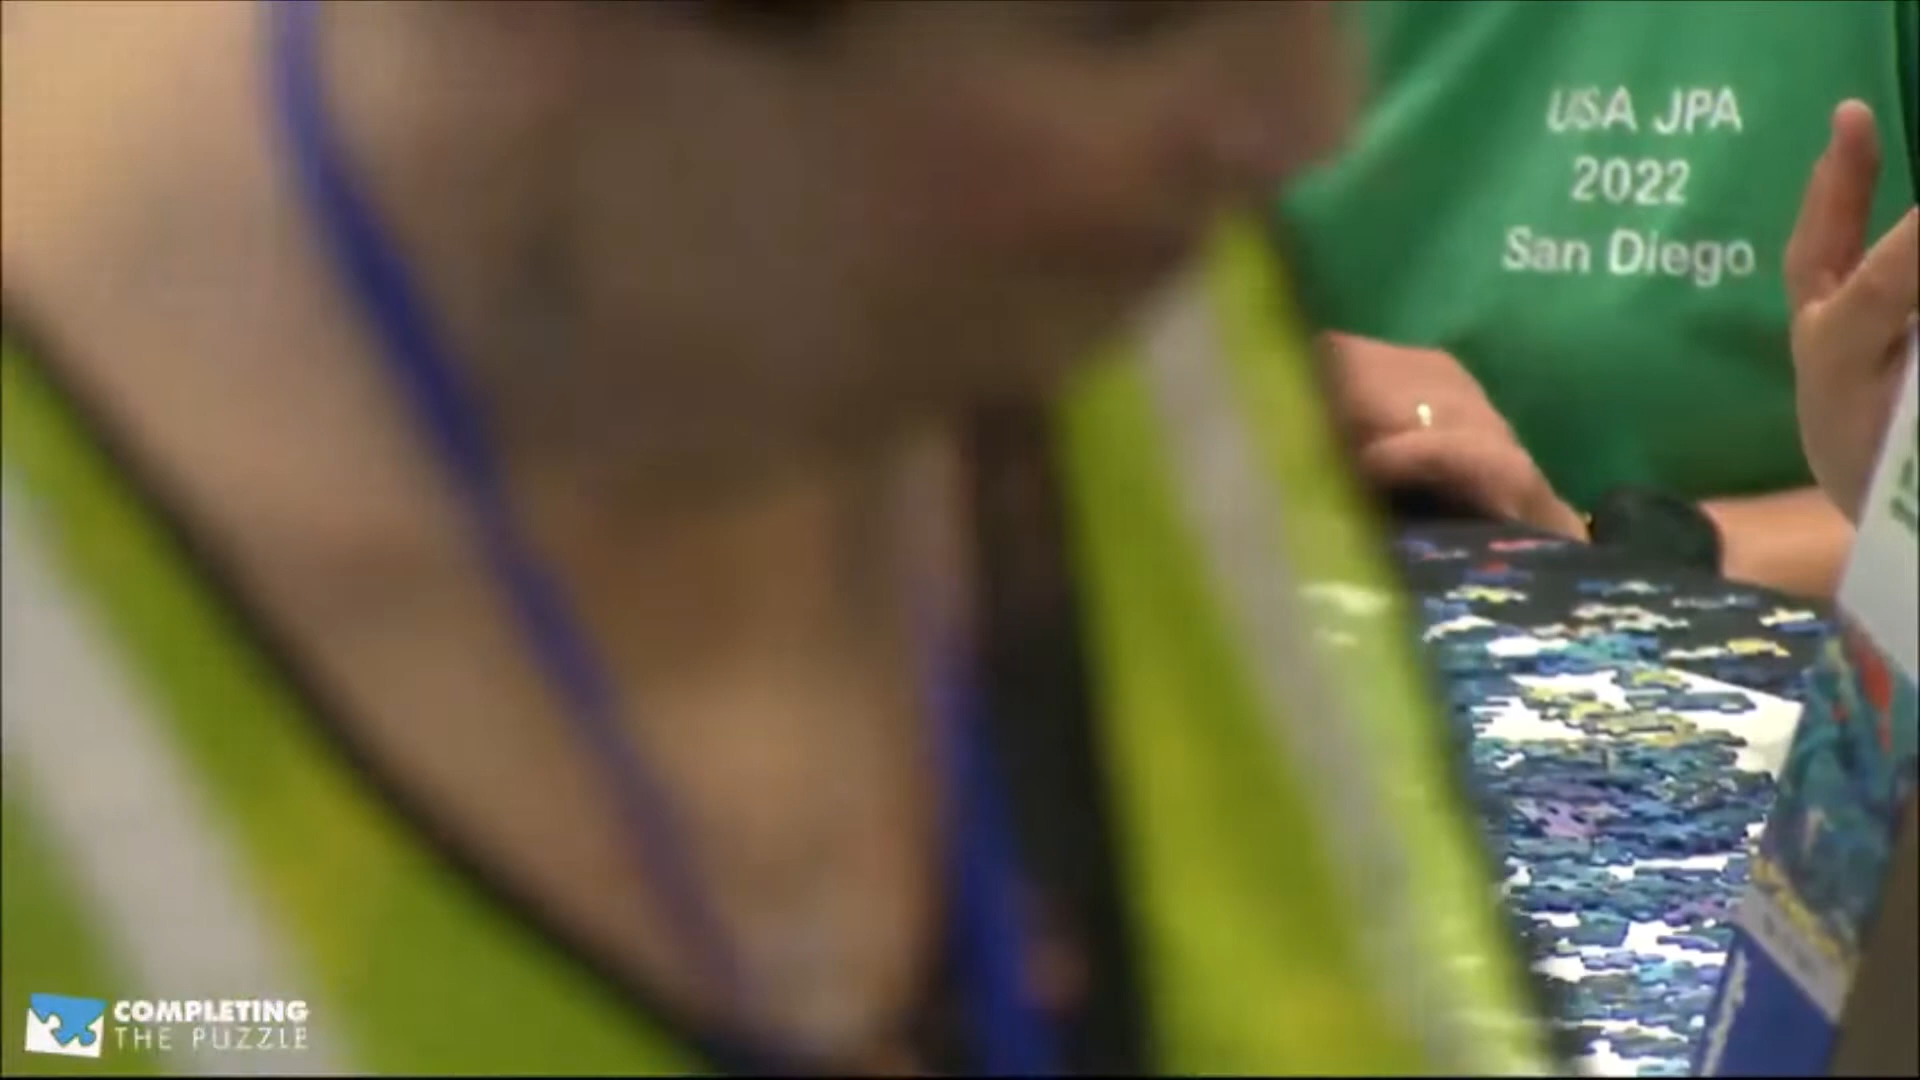 USA JPA
2022
San Diego
COMPLETING
THE PUZZLE